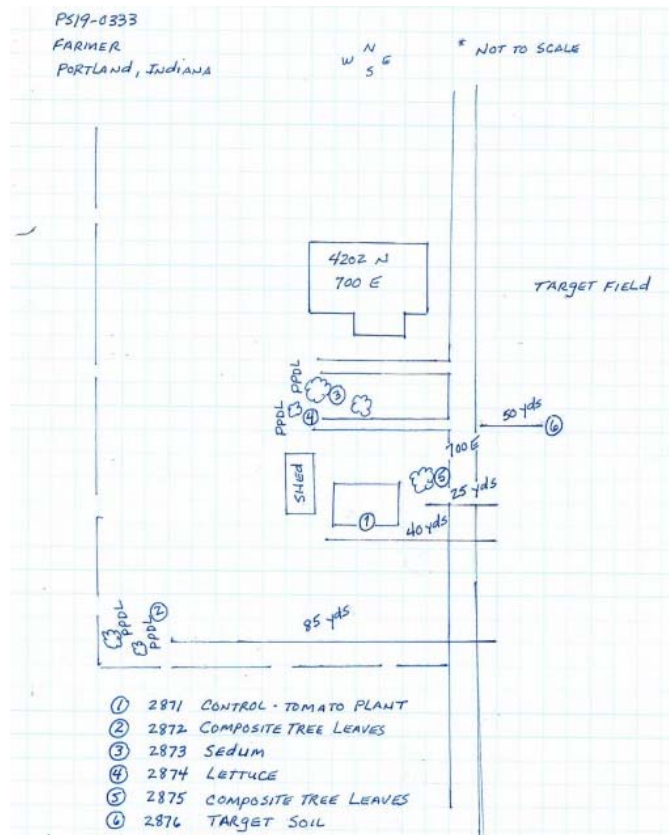 PS19-0333
FARMER
PORTLAND, INDIANA
N
W E
S
* NOT TO SCALE
4202 N
700 E
TARGET FIELD
PPDL
③
PPDL
④
50 yds
⑥
700 E
SHED
⑤
25 yds
①
40 yds
PPDL
PPDL
②
85 yds
① 2871 CONTROL - TOMATO PLANT
② 2872 COMPOSITE TREE LEAVES
③ 2873 SEDUM
④ 2874 LETTUCE
⑤ 2875 COMPOSITE TREE LEAVES
⑥ 2876 TARGET SOIL